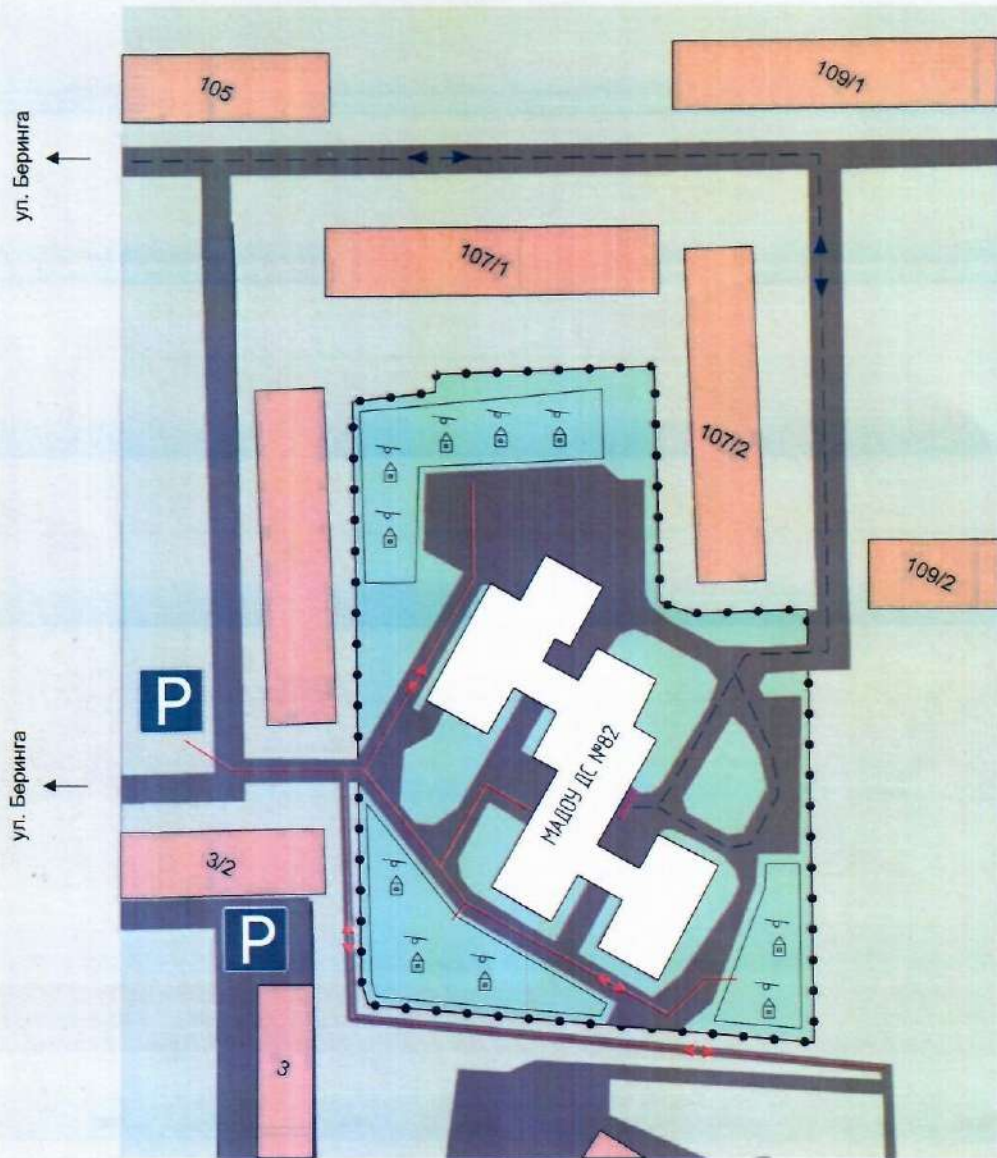 105
109/1
ул. Беринга
107/1
107/2
109/2
P
МАДОУ ДС №82
ул. Беринга
3/2
P
3